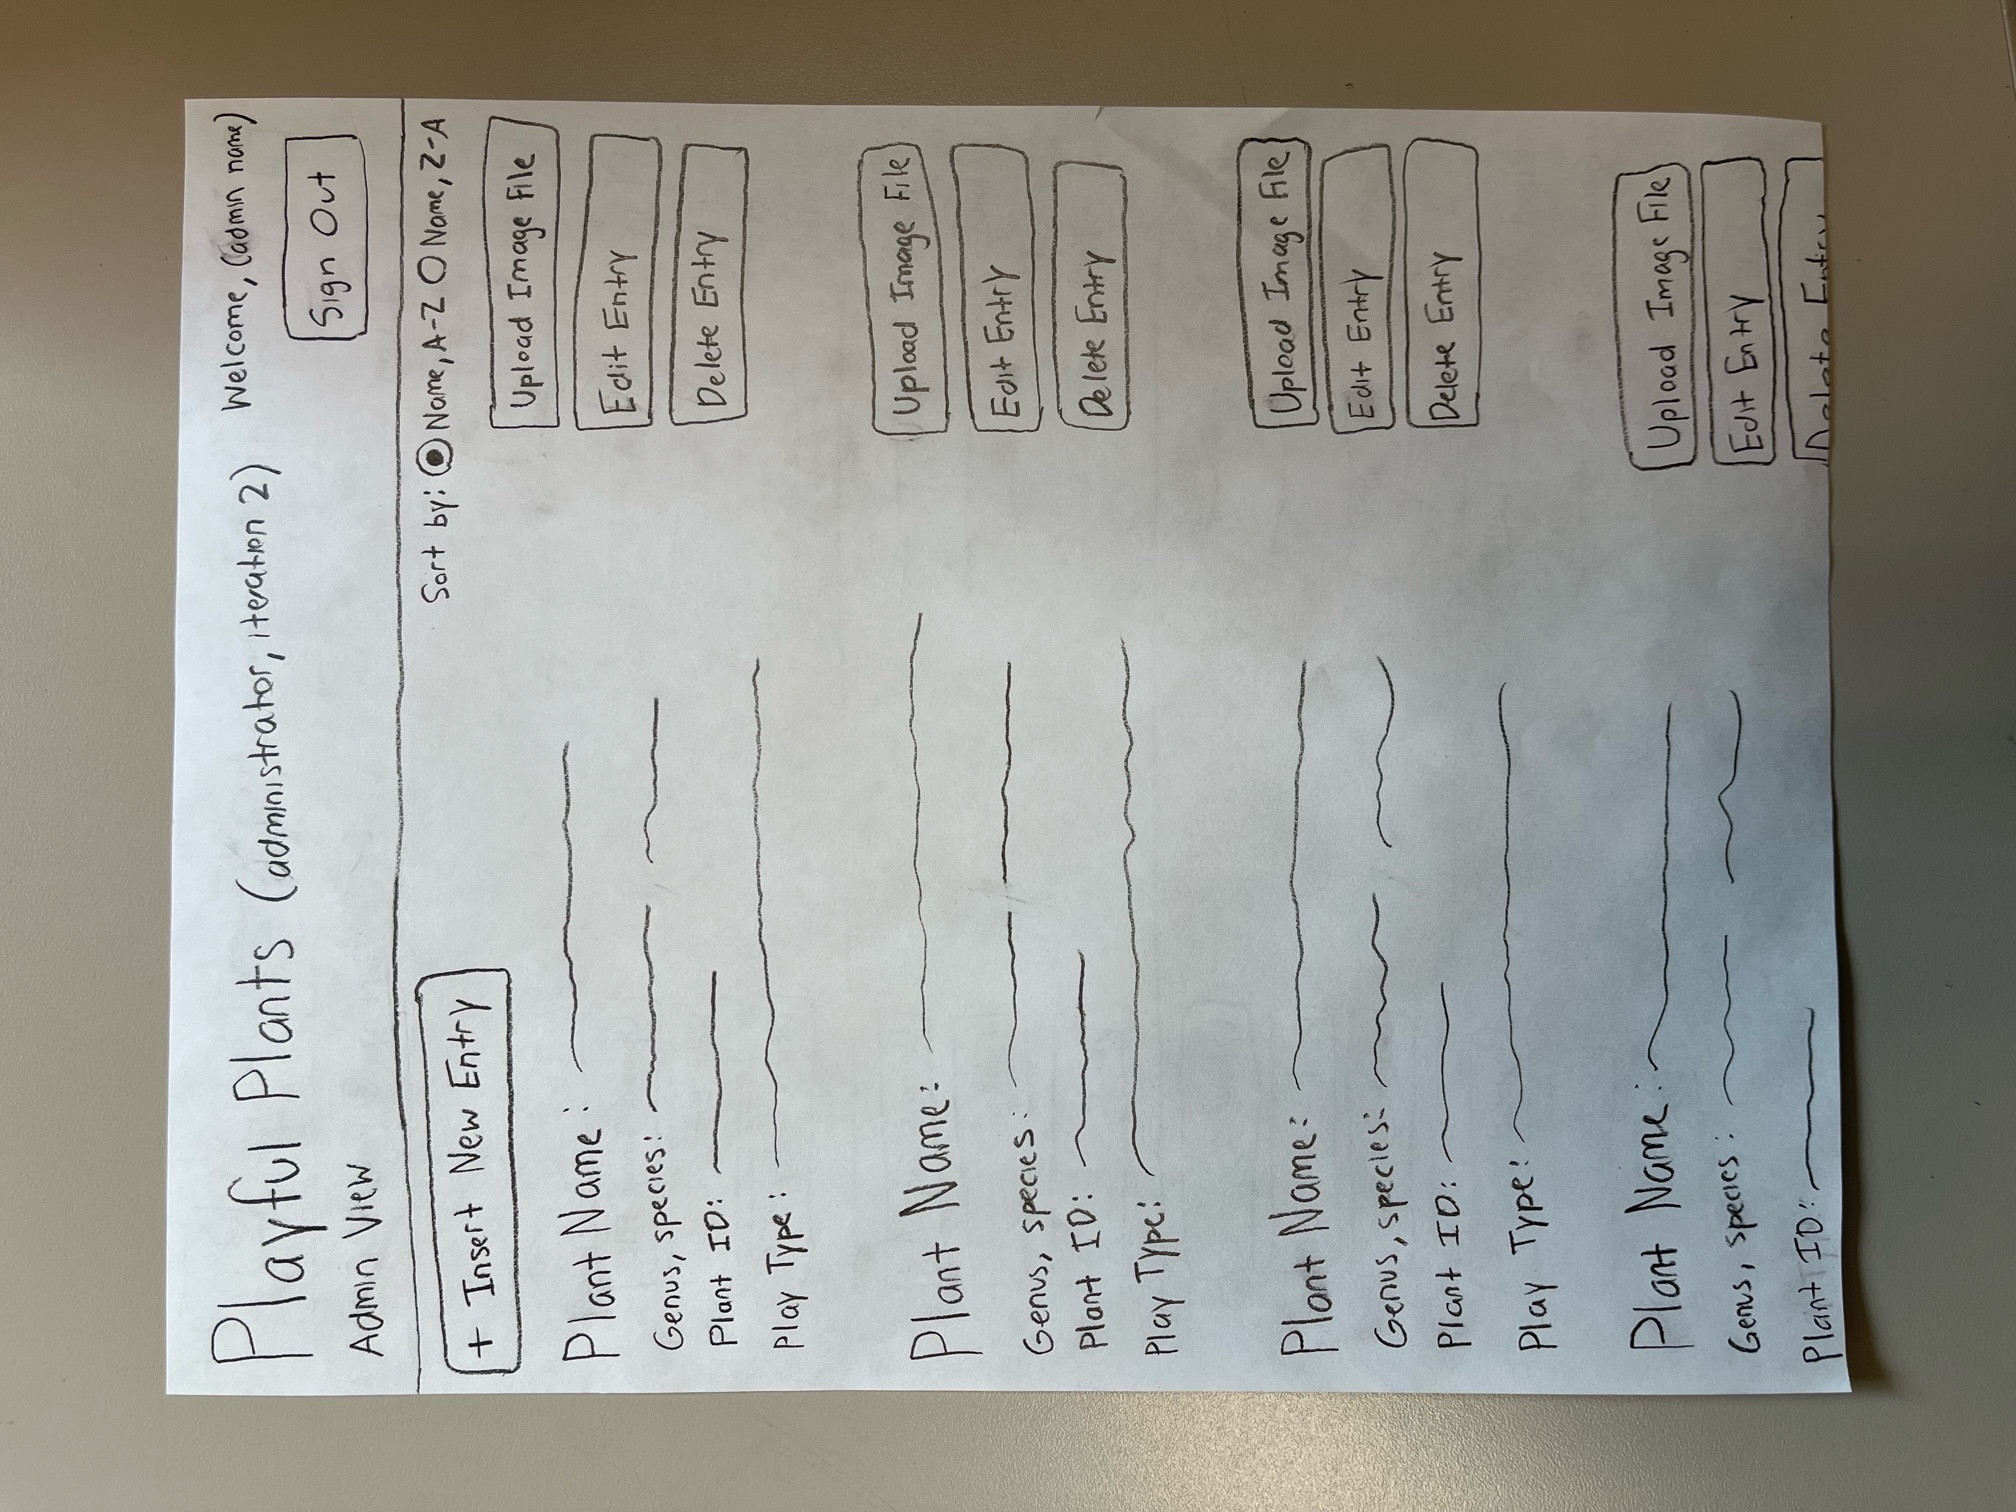 Playful Plants (administrator, iteration 2)
Welcome, (admin name)
Sign Out
Admin View
+ Insert New Entry
Sort by: Name, A-Z Name, Z-A
Upload Image File
Edit Entry
Delete Entry
Plant Name:
Genus, species:
Plant ID:
Play Type:
Upload Image File
Edit Entry
Delete Entry
Plant Name:
Genus, species:
Plant ID:
Play Type:
Upload Image File
Edit Entry
Delete Entry
Plant Name:
Genus, species:
Plant ID:
Play Type:
Upload Image File
Edit Entry
Delete Entry
Plant Name:
Genus, species:
Plant ID: